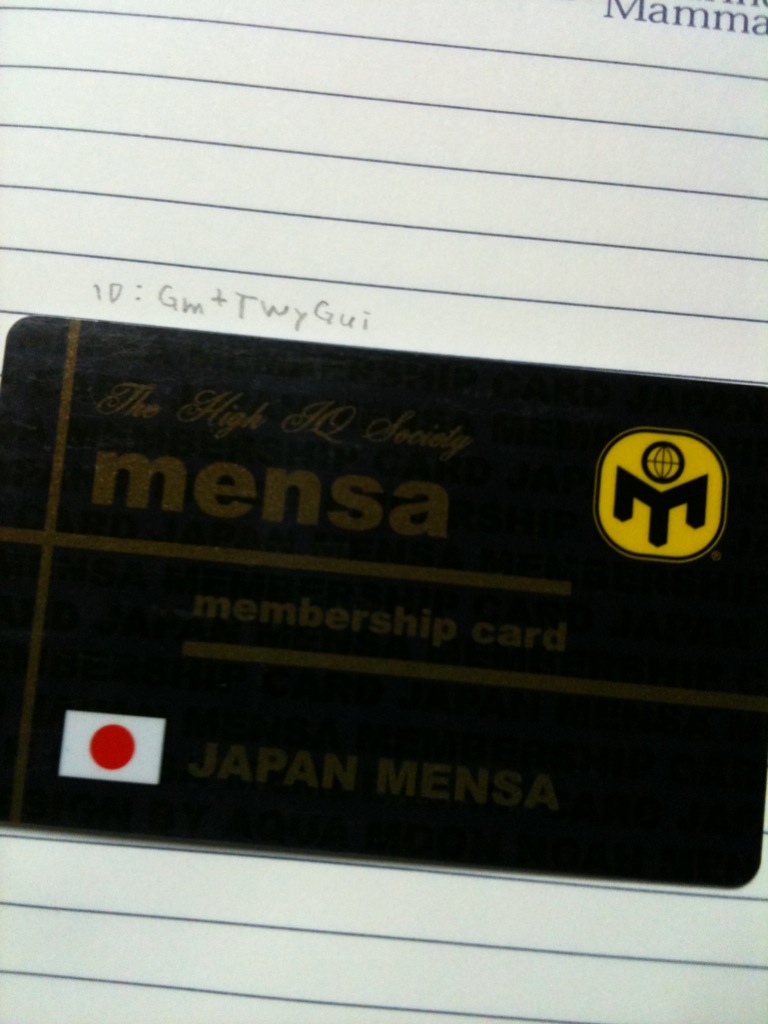 Mamma
ID: Gm+TWyGui
The High IQ Society
mensa
®
membership card
JAPAN MENSA